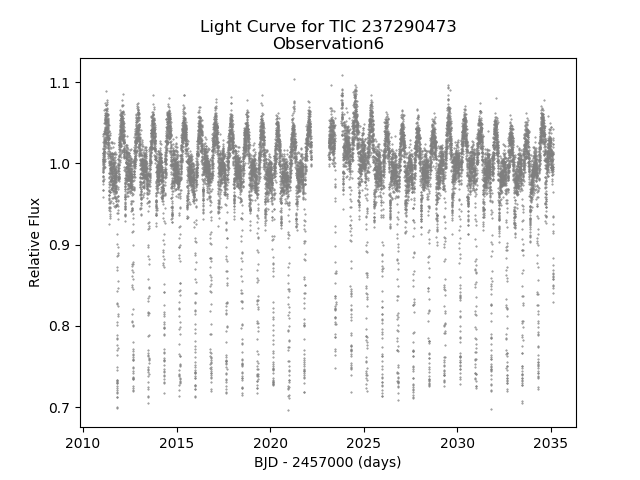 Light Curve for TIC 237290473
Observation6
Relative Flux
1.1
1.0
0.9
0.8
0.7
2010 2015 2020 2025 2030 2035
BJD - 2457000 (days)